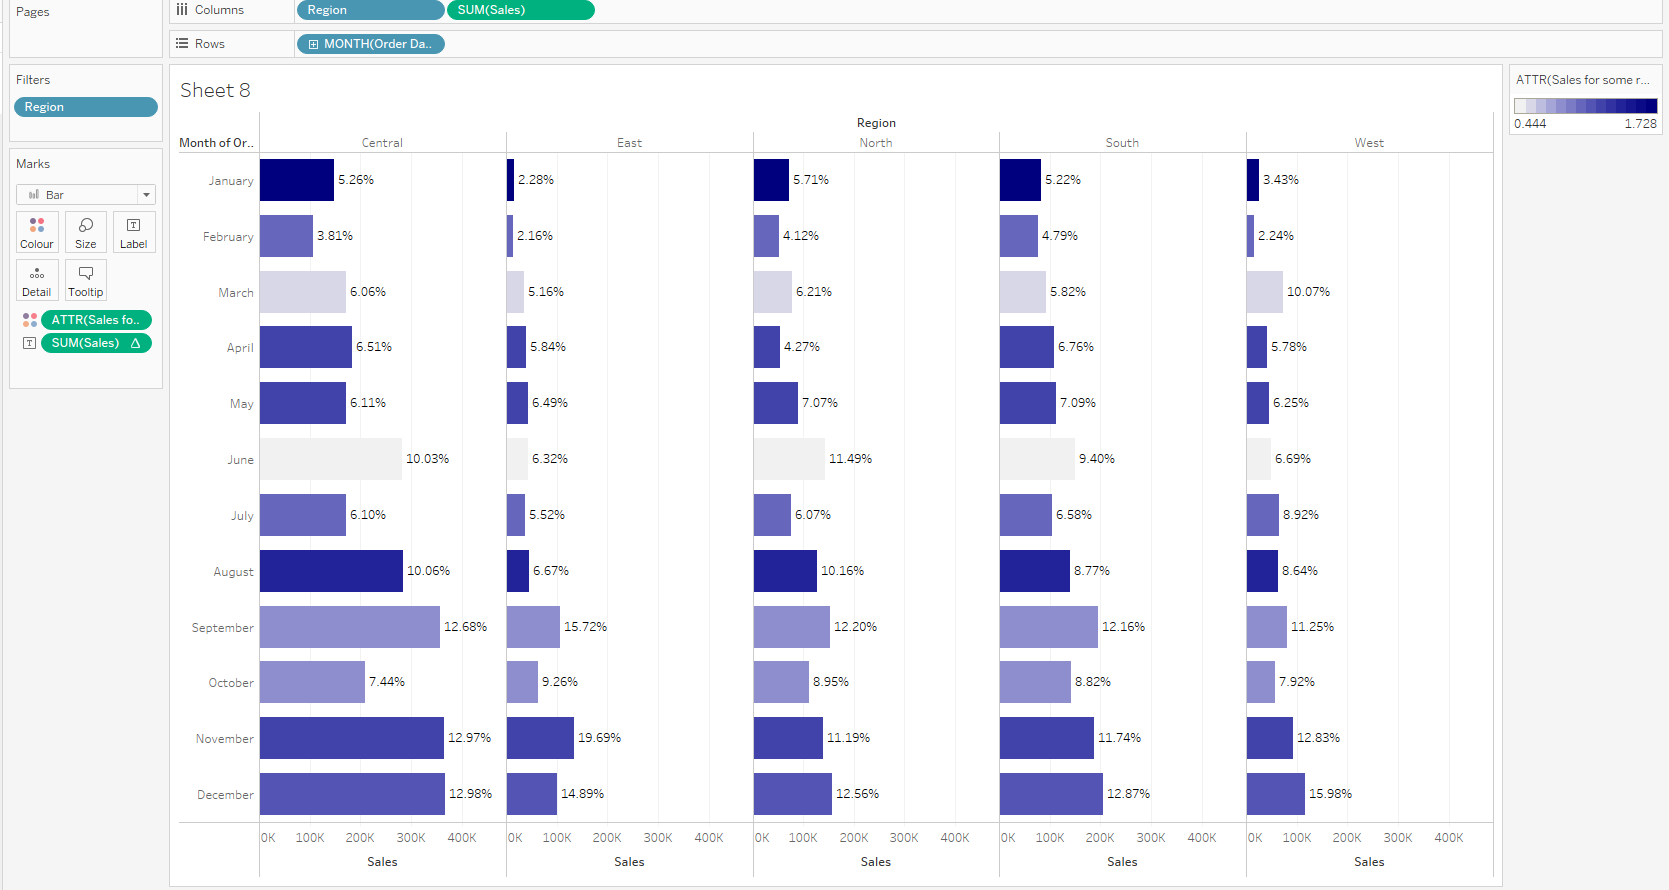 Pages
Columns Region SUM(Sales)
Rows MONTH(Order Da..
Filters
Region
Marks
Bar
Colour Size Label
Detail Tooltip
ATTR(Sales fo..
SUM(Sales) Δ
Sheet 8
Region
Month of Or.. Central East North South West
January 5.26% 2.28% 5.71% 5.22% 3.43%
February 3.81% 2.16% 4.12% 4.79% 2.24%
March 6.06% 5.16% 6.21% 5.82% 10.07%
April 6.51% 5.84% 4.27% 6.76% 5.78%
May 6.11% 6.49% 7.07% 7.09% 6.25%
June 10.03% 6.32% 11.49% 9.40% 6.69%
July 6.10% 5.52% 6.07% 6.58% 8.92%
August 10.06% 6.67% 10.16% 8.77% 8.64%
September 12.68% 15.72% 12.20% 12.16% 11.25%
October 7.44% 9.26% 8.95% 8.82% 7.92%
November 12.97% 19.69% 11.19% 11.74% 12.83%
December 12.98% 14.89% 12.56% 12.87% 15.98%
0K 100K 200K 300K 400K 0K 100K 200K 300K 400K 0K 100K 200K 300K 400K 0K 100K 200K 300K 400K 0K 100K 200K 300K 400K
Sales Sales Sales Sales Sales
ATTR(Sales for some r...
0.444 1.728